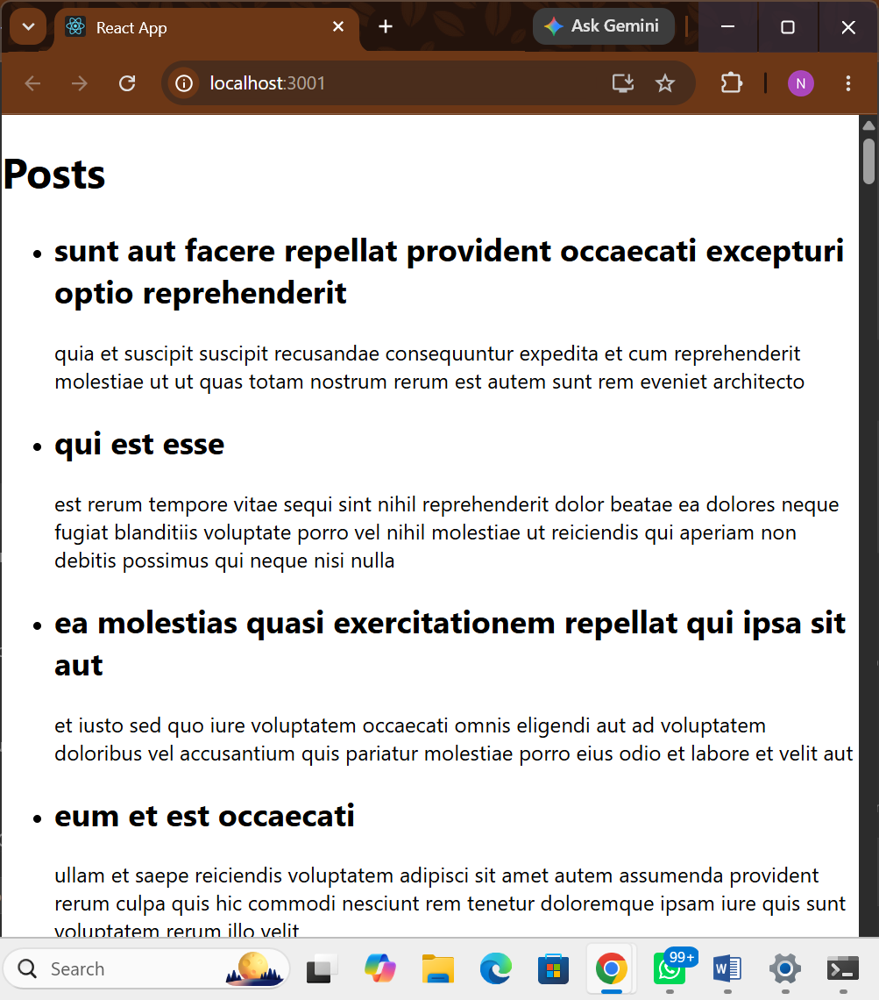 React App
Ask Gemini
localhost:3001
N
Posts
sunt aut facere repellat provident occaecati excepturi
optio reprehenderit
quia et suscipit suscipit recusandae consequuntur expedita et cum reprehenderit
molestiae ut ut quas totam nostrum rerum est autem sunt rem eveniet architecto
qui est esse
est rerum tempore vitae sequi sint nihil reprehenderit dolor beatae ea dolores neque
fugiat blanditiis voluptate porro vel nihil molestiae ut reiciendis qui aperiam non
debitis possimus qui neque nisi nulla
ea molestias quasi exercitationem repellat qui ipsa sit
aut
et iusto sed quo iure voluptatem occaecati omnis eligendi aut ad voluptatem
doloribus vel accusantium quis pariatur molestiae porro eius odio et labore et velit aut
eum et est occaecati
ullam et saepe reiciendis voluptatem adipisci sit amet autem assumenda provident
rerum culpa quis hic commodi nesciunt rem tenetur doloremque ipsam iure quis sunt
voluptatem rerum illo velit
Search
99+
W